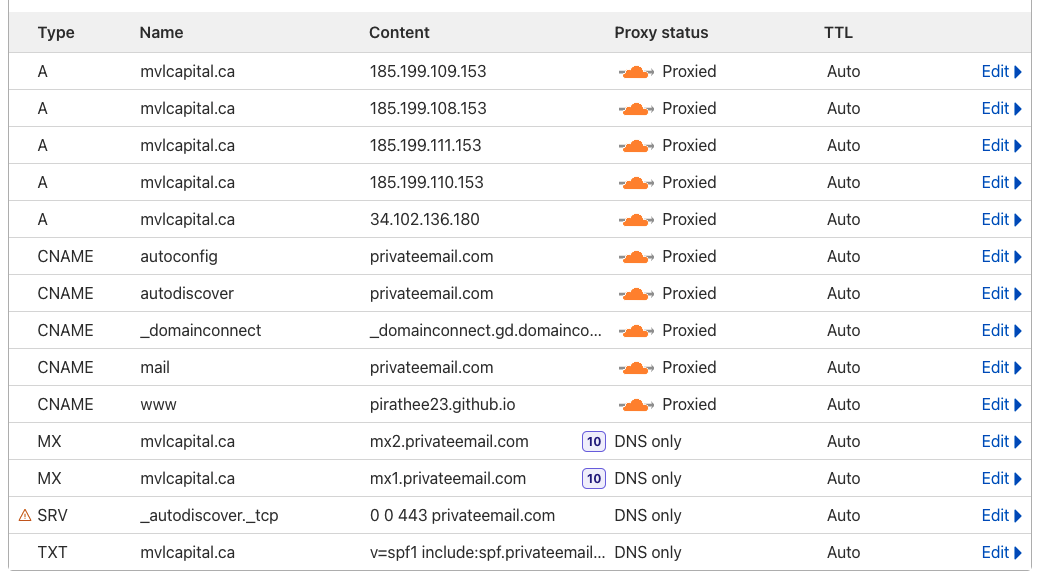 Type Name Content Proxy status TTL
A mvlcapital.ca 185.199.109.153 Proxied Auto Edit
A mvlcapital.ca 185.199.108.153 Proxied Auto Edit
A mvlcapital.ca 185.199.111.153 Proxied Auto Edit
A mvlcapital.ca 185.199.110.153 Proxied Auto Edit
A mvlcapital.ca 34.102.136.180 Proxied Auto Edit
CNAME autoconfig privateemail.com Proxied Auto Edit
CNAME autodiscover privateemail.com Proxied Auto Edit
CNAME _domainconnect _domainconnect.gd.domainco... Proxied Auto Edit
CNAME mail privateemail.com Proxied Auto Edit
CNAME www pirathee23.github.io Proxied Auto Edit
MX mvlcapital.ca mx2.privateemail.com 10 DNS only Auto Edit
MX mvlcapital.ca mx1.privateemail.com 10 DNS only Auto Edit
SRV _autodiscover._tcp 0 0 443 privateemail.com DNS only Auto Edit
TXT mvlcapital.ca v=spf1 include:spf.privateemail... DNS only Auto Edit